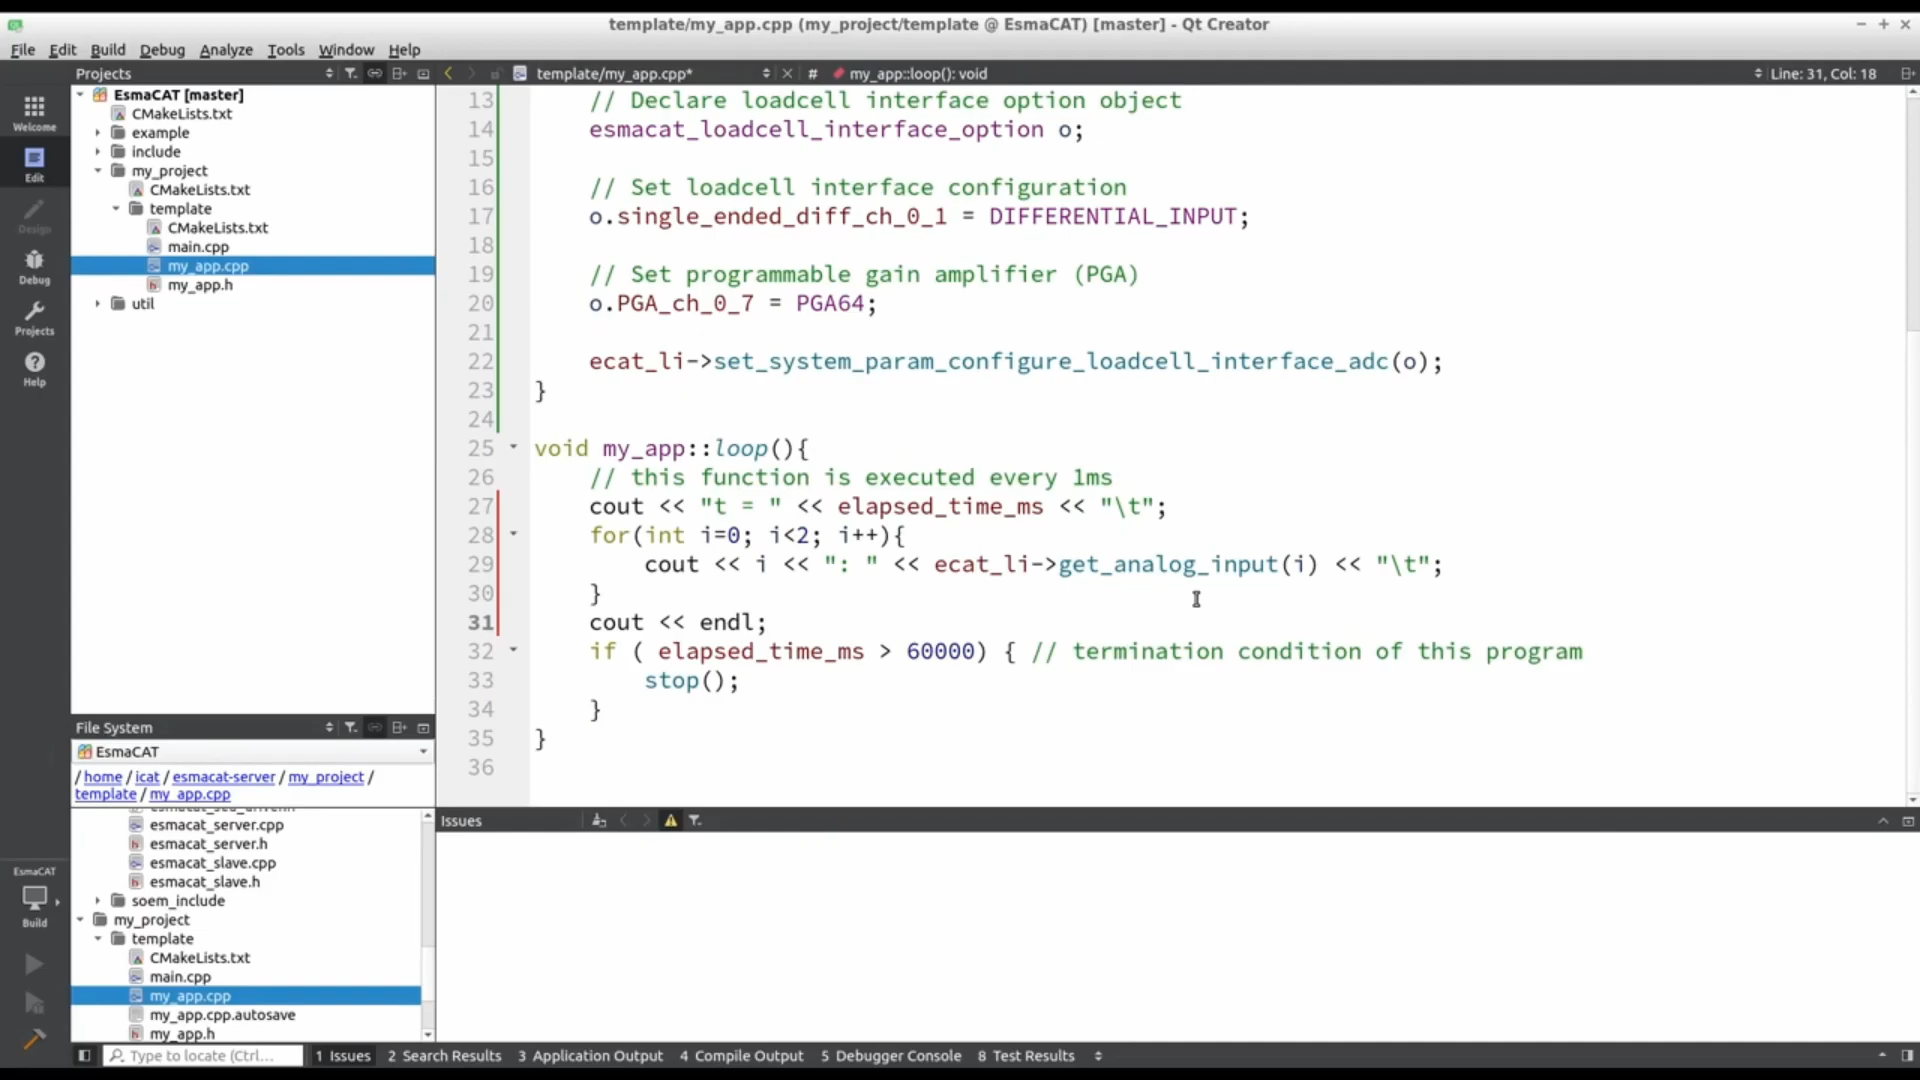 template/my_app.cpp (my_project/template @ EsmaCAT) [master] - Qt Creator
File Edit Build Debug Analyze Tools Window Help
Projects
template/my_app.cpp*
# my_app::loop(): void
Line: 31, Col: 18
Welcome
Edit
Design
Debug
Projects
Help
EsmaCAT [master]
CMakeLists.txt
example
include
my_project
CMakeLists.txt
template
CMakeLists.txt
main.cpp
my_app.cpp
my_app.h
util
13 // Declare loadcell interface option object
14 esmacat_loadcell_interface_option o;
15
16 // Set loadcell interface configuration
17 o.single_ended_diff_ch_0_1 = DIFFERENTIAL_INPUT;
18
19 // Set programmable gain amplifier (PGA)
20 o.PGA_ch_0_7 = PGA64;
21
22 ecat_li->set_system_param_configure_loadcell_interface_adc(o);
23 }
24
25 void my_app::loop(){
26 // this function is executed every 1ms
27 cout << "t = " << elapsed_time_ms << "\t";
28 for(int i=0; i<2; i++){
29 cout << i << ": " << ecat_li->get_analog_input(i) << "\t";
30 }
31 cout << endl;
32 if ( elapsed_time_ms > 60000) { // termination condition of this program
33 stop();
34 }
35 }
36
File System
EsmaCAT
/ home / icat / esmacat-server / my_project /
template / my_app.cpp
esmacat_server.cpp
esmacat_server.h
esmacat_slave.cpp
esmacat_slave.h
soem_include
my_project
template
CMakeLists.txt
main.cpp
my_app.cpp
my_app.cpp.autosave
my_app.h
EsmaCAT
Build
Issues
Type to locate (Ctrl...
1 Issues 2 Search Results 3 Application Output 4 Compile Output 5 Debugger Console 8 Test Results